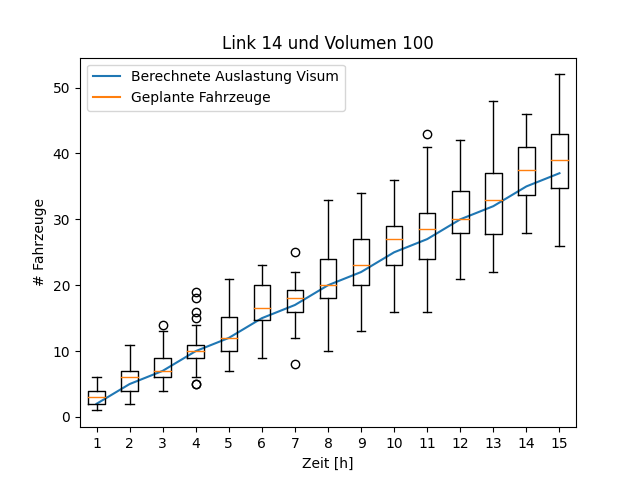 Link 14 und Volumen 100
Berechnete Auslastung Visum
Geplante Fahrzeuge
# Fahrzeuge
50
40
30
20
10
0
1 2 3 4 5 6 7 8 9 10 11 12 13 14 15
Zeit [h]